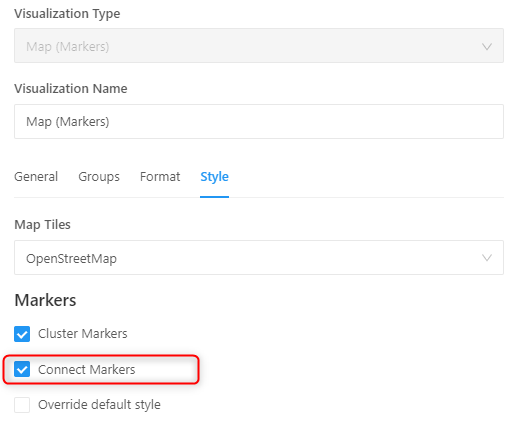 Visualization Type
Map (Markers)
Visualization Name
Map (Markers)
General Groups Format Style
Map Tiles
OpenStreetMap
Markers
Cluster Markers
Connect Markers
Override default style